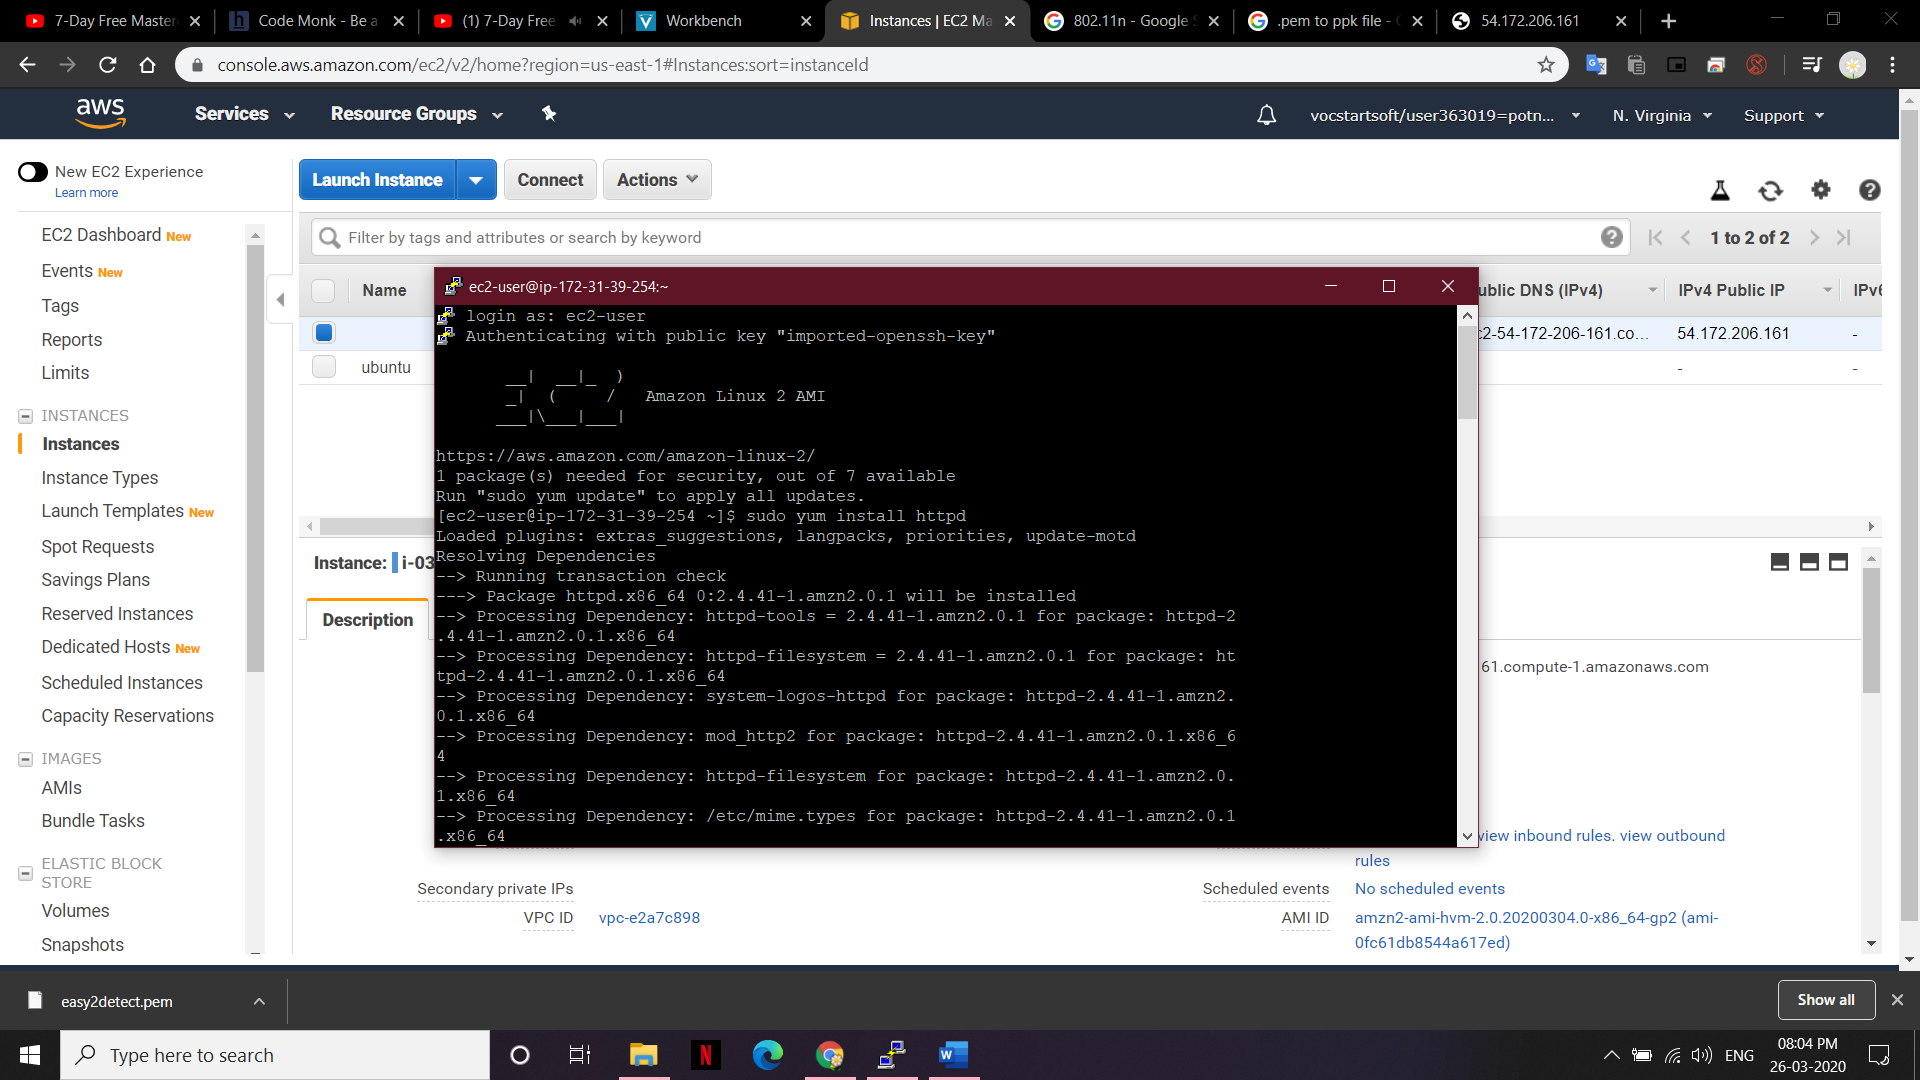 7-Day Free Master
Code Monk - Be a
(1) 7-Day Free
Workbench
Instances | EC2 Ma
802.11n - Google S
.pem to ppk file -
54.172.206.161
console.aws.amazon.com/ec2/v2/home?region=us-east-1#Instances:sort=instanceId
aws
Services
Resource Groups
vocstartsoft/user363019=potn...
N. Virginia
Support
New EC2 Experience
Learn more
Launch Instance
Connect
Actions
Filter by tags and attributes or search by keyword
1 to 2 of 2
Name
ublic DNS (IPv4)
IPv4 Public IP
IPv6
c2-54-172-206-161.co...
54.172.206.161
-
ubuntu
-
-
EC2 Dashboard New
Events New
Tags
Reports
Limits
INSTANCES
Instances
Instance Types
Launch Templates New
Spot Requests
Savings Plans
Reserved Instances
Dedicated Hosts New
Scheduled Instances
Capacity Reservations
IMAGES
AMIs
Bundle Tasks
ELASTIC BLOCK
STORE
Volumes
Snapshots
ec2-user@ip-172-31-39-254:~
login as: ec2-user
Authenticating with public key "imported-openssh-key"
__|  __|_  )
_|  (     /   Amazon Linux 2 AMI
___|\___|___|
https://aws.amazon.com/amazon-linux-2/
1 package(s) needed for security, out of 7 available
Run "sudo yum update" to apply all updates.
[ec2-user@ip-172-31-39-254 ~]$ sudo yum install httpd
Loaded plugins: extras_suggestions, langpacks, priorities, update-motd
Resolving Dependencies
--> Running transaction check
---> Package httpd.x86_64 0:2.4.41-1.amzn2.0.1 will be installed
--> Processing Dependency: httpd-tools = 2.4.41-1.amzn2.0.1 for package: httpd-2
.4.41-1.amzn2.0.1.x86_64
--> Processing Dependency: httpd-filesystem = 2.4.41-1.amzn2.0.1 for package: ht
tpd-2.4.41-1.amzn2.0.1.x86_64
--> Processing Dependency: system-logos-httpd for package: httpd-2.4.41-1.amzn2.
0.1.x86_64
--> Processing Dependency: mod_http2 for package: httpd-2.4.41-1.amzn2.0.1.x86_6
4
--> Processing Dependency: httpd-filesystem for package: httpd-2.4.41-1.amzn2.0.
1.x86_64
--> Processing Dependency: /etc/mime.types for package: httpd-2.4.41-1.amzn2.0.1
.x86_64
Instance: i-03
Description
61.compute-1.amazonaws.com
view inbound rules. view outbound
rules
Secondary private IPs
Scheduled events
No scheduled events
VPC ID
vpc-e2a7c898
AMI ID
amzn2-ami-hvm-2.0.20200304.0-x86_64-gp2 (ami-
0fc61db8544a617ed)
easy2detect.pem
Show all
Type here to search
ENG
08:04 PM
26-03-2020